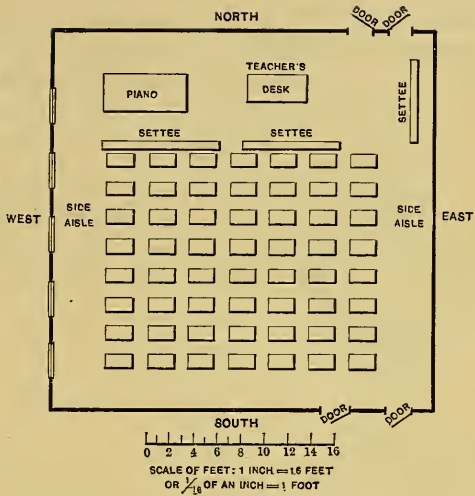 NORTH
DOOR DOOR
TEACHER'S
DESK
PIANO
SETTEE
SETTEE SETTEE
WEST
SIDE
AISLE
SIDE
AISLE
EAST
DOOR DOOR
SOUTH
0 2 4 6 8 10 12 14 16
SCALE OF FEET: 1 INCH = 16 FEET
OR 1/16 OF AN INCH = 1 FOOT